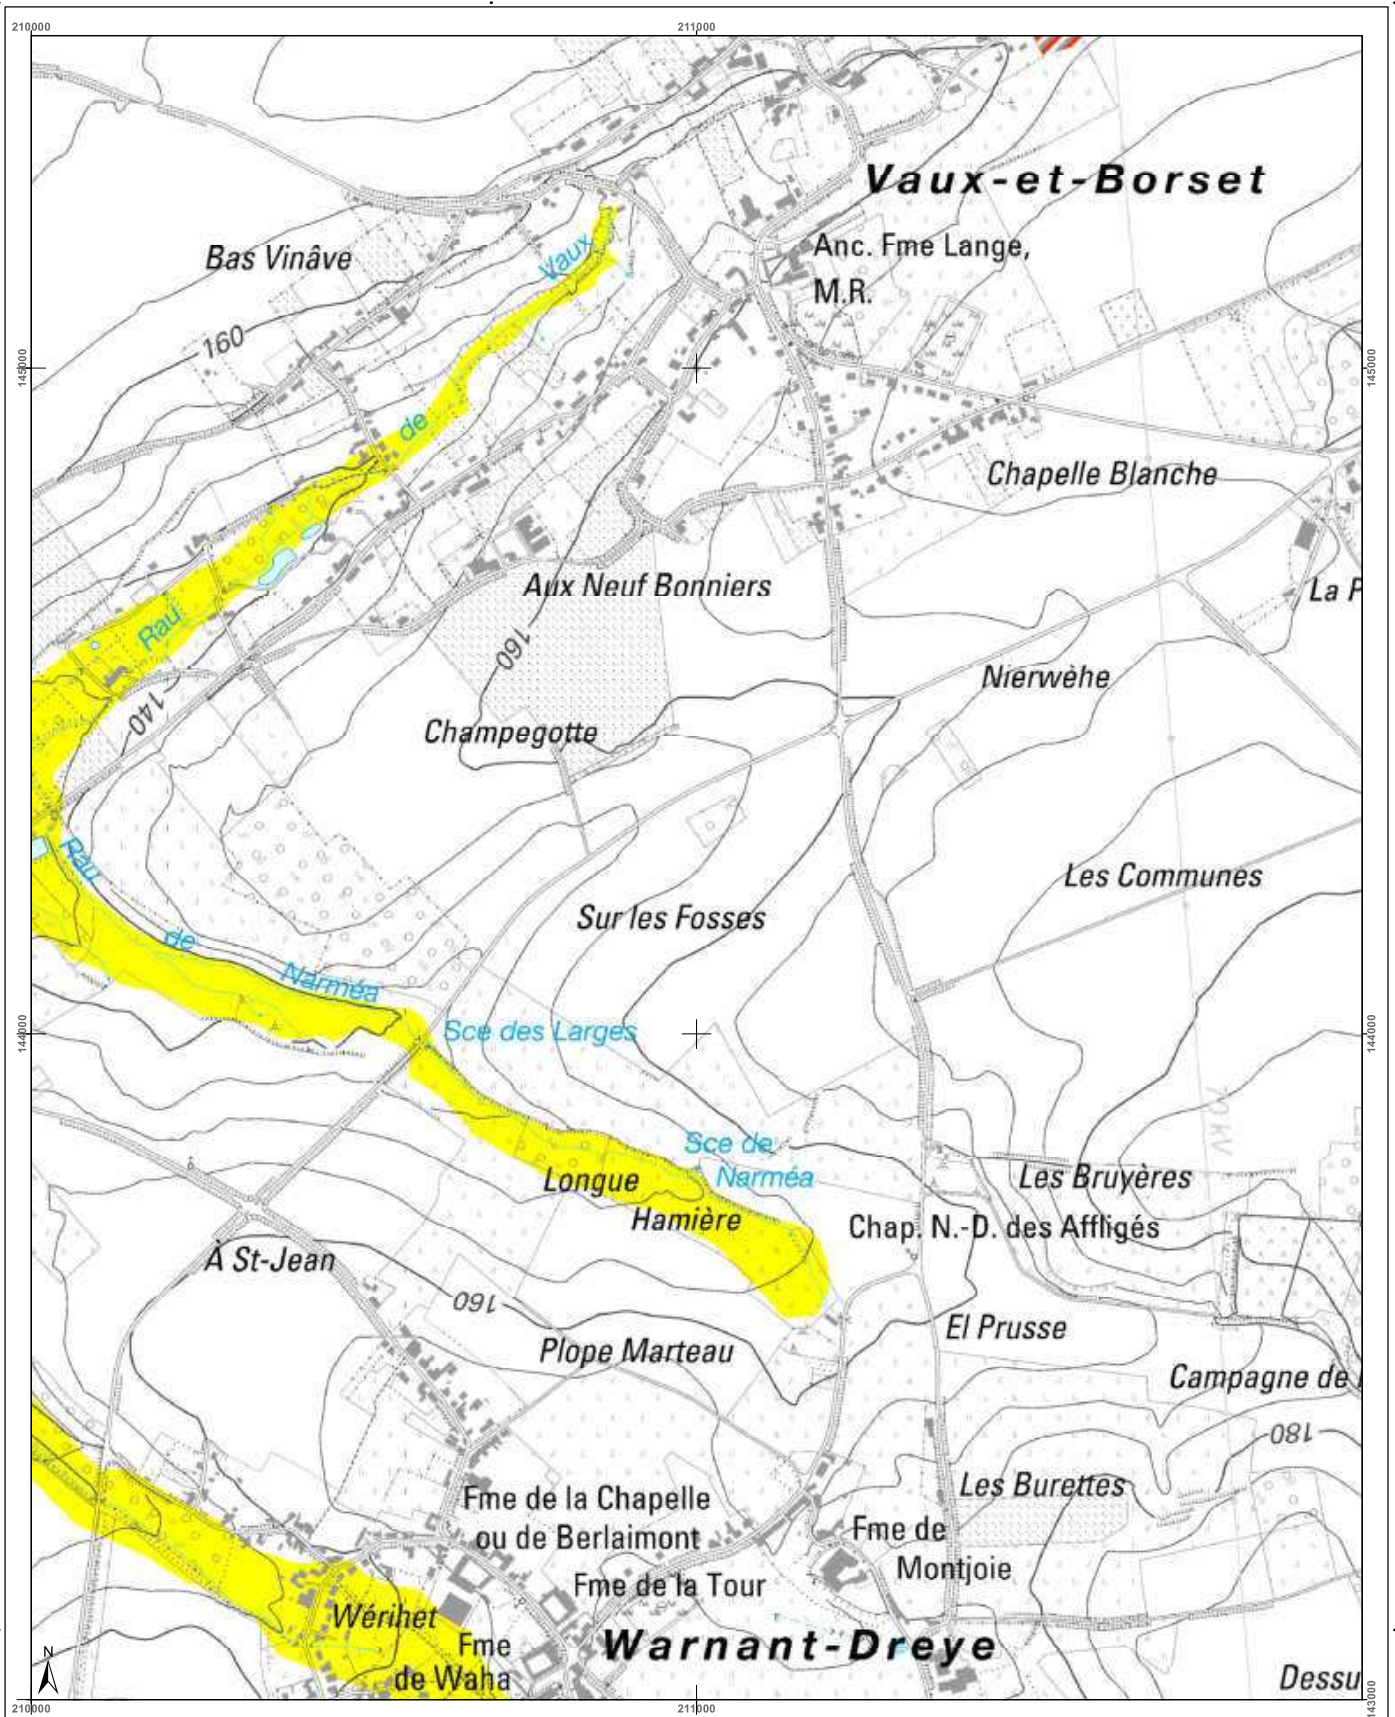 210000
211000
Vaux-et-Borset
Bas Vinâve
Vaux
Anc. Fme Lange,
M.R.
160
145000
145000
de
Chapelle Blanche
Aux Neuf Bonniers
La P
Rau
160
Nierwèhe
140
Champegotte
Rau
Les Communes
Sur les Fosses
de
Narméa
Sce des Larges
144000
144000
70 kV
Sce de
Narméa
Longue
Les Bruyères
Hamière
Chap. N.-D. des Affligés
À St-Jean
160
El Prusse
Plope Marteau
Campagne de
180
Les Burettes
Fme de la Chapelle
ou de Berlaimont
Fme de
Montjoie
Fme de la Tour
Wérihet
Warnant-Dreye
Fme
de Waha
N
Dessu
210000
211000
143000